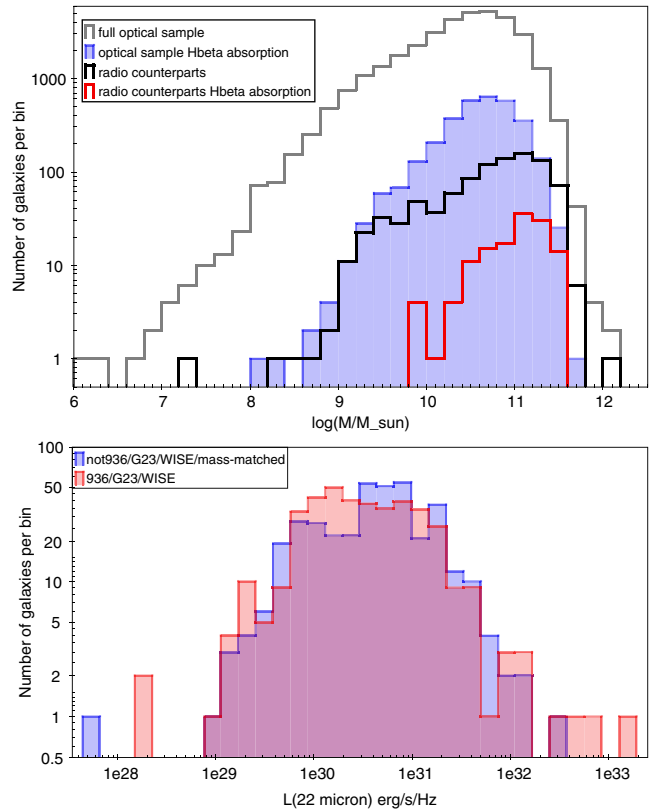 full optical sample
optical sample Hbeta absorption
radio counterparts
radio counterparts Hbeta absorption
Number of galaxies per bin
1000
100
10
1
6 7 8 9 10 11 12
log(M/M_sun)
not936/G23/WISE/mass-matched
936/G23/WISE
Number of galaxies per bin
100
50
20
10
5
2
1
0.5
1e28 1e29 1e30 1e31 1e32 1e33
L(22 micron) erg/s/Hz